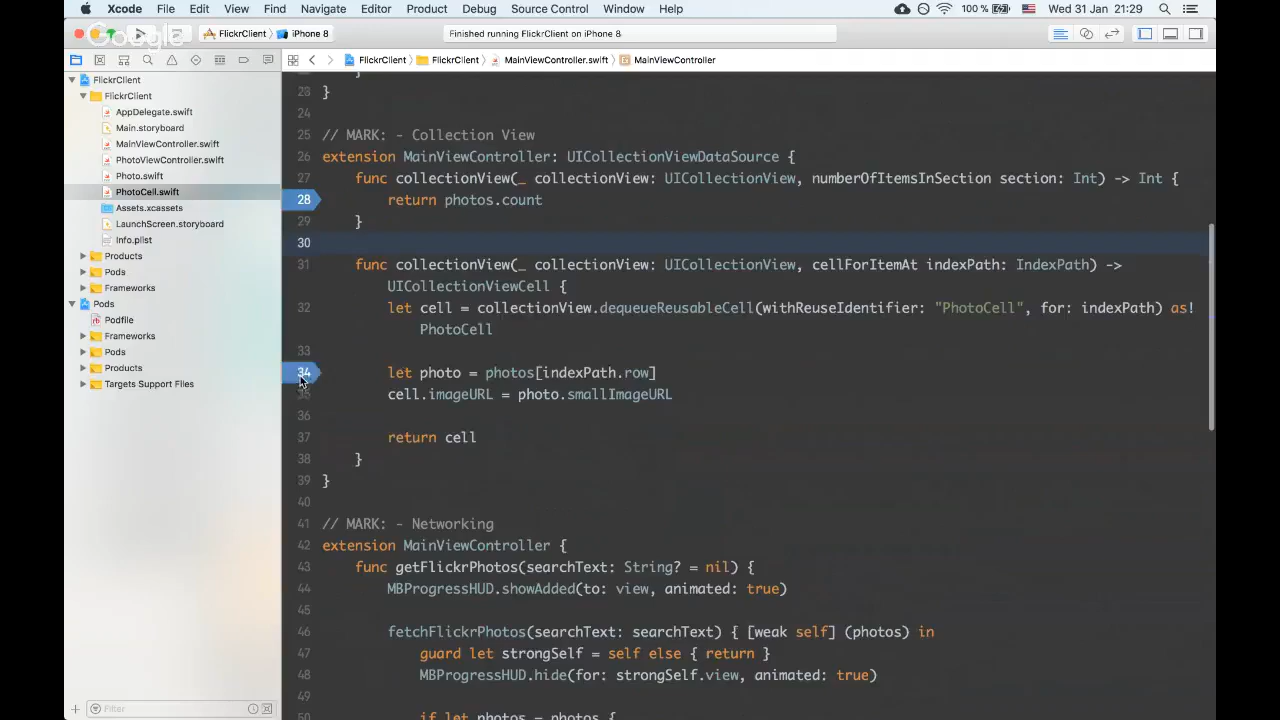 Xcode File Edit View Find Navigate Editor Product Debug Source Control Window Help 100 % Wed 31 Jan 21:29
Google
FlickrClient iPhone 8 Finished running FlickrClient on iPhone 8
FlickrClient FlickrClient MainViewController.swift MainViewController
FlickrClient
FlickrClient
AppDelegate.swift
Main.storyboard
MainViewController.swift
PhotoViewController.swift
Photo.swift
PhotoCell.swift
Assets.xcassets
LaunchScreen.storyboard
Info.plist
Products
Pods
Frameworks
Pods
Podfile
Frameworks
Pods
Products
Targets Support Files
Filter
}
23 }
24
25 // MARK: - Collection View
26 extension MainViewController: UICollectionViewDataSource {
27 func collectionView(_ collectionView: UICollectionView, numberOfItemsInSection section: Int) -> Int {
28 return photos.count
29 }
30
31 func collectionView(_ collectionView: UICollectionView, cellForItemAt indexPath: IndexPath) ->
UICollectionViewCell {
32 let cell = collectionView.dequeueReusableCell(withReuseIdentifier: "PhotoCell", for: indexPath) as!
PhotoCell
33
34 let photo = photos[indexPath.row]
35 cell.imageURL = photo.smallImageURL
36
37 return cell
38 }
39 }
40
41 // MARK: - Networking
42 extension MainViewController {
43 func getFlickrPhotos(searchText: String? = nil) {
44 MBProgressHUD.showAdded(to: view, animated: true)
45
46 fetchFlickrPhotos(searchText: searchText) { [weak self] (photos) in
47 guard let strongSelf = self else { return }
48 MBProgressHUD.hide(for: strongSelf.view, animated: true)
49
50 if let photos = photos {